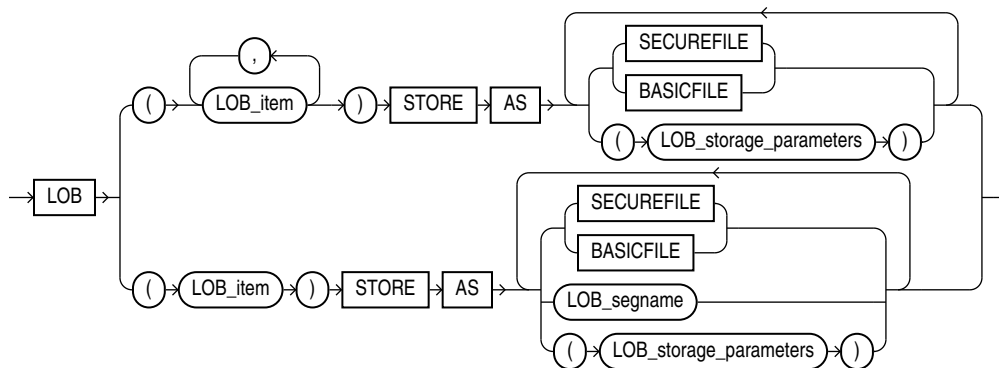 ,
SECUREFILE
BASICFILE
( LOB_item ) STORE AS
( LOB_storage_parameters )
LOB
SECUREFILE
BASICFILE
( LOB_item ) STORE AS
LOB_segname
( LOB_storage_parameters )